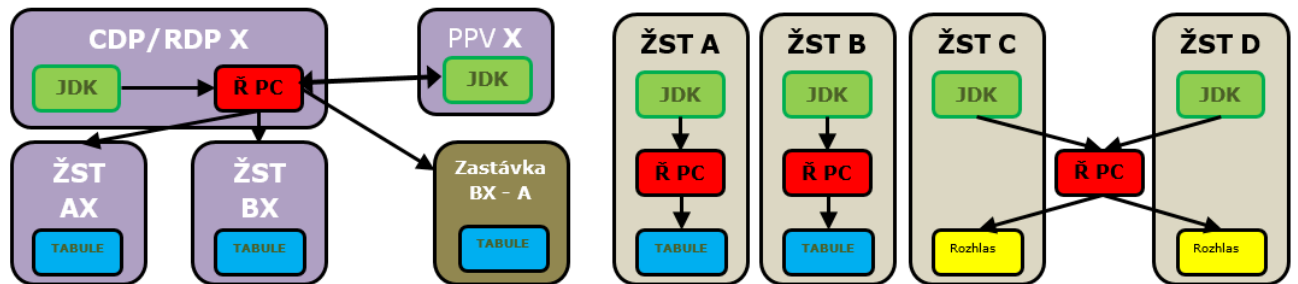 CDP/RDP X
JDK
Ř PC
PPV X
JDK
ŽST
AX
TABULE
ŽST
BX
TABULE
Zastávka
BX - A
TABULE
ŽST A
JDK
Ř PC
TABULE
ŽST B
JDK
Ř PC
TABULE
ŽST C
JDK
Rozhlas
Ř PC
ŽST D
JDK
Rozhlas